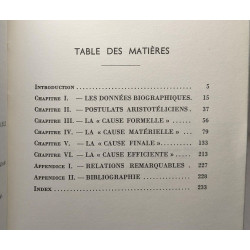 TABLE DES MATIÈRES
INTRODUCTION . . . . . . . . . . . . 5
CHAPITRE I. — LES DONNÉES BIOGRAPHIQUES. 15
CHAPITRE II. — POSTULATS ARISTOTÉLICIENS . 37
CHAPITRE III. — LA « CAUSE FORMELLE » . . . 56
CHAPITRE IV. — LA « CAUSE MATÉRIELLE » . . 79
CHAPITRE V. — LA « CAUSE FINALE » . . . . 133
CHAPITRE VI. — LA « CAUSE EFFICIENTE » . . 213
APPENDICE I. — RELATIONS REMARQUABLES . 227
APPENDICE II. — BIBLIOGRAPHIE . . . . . 228
INDEX . . . . . . . . . . . . 233